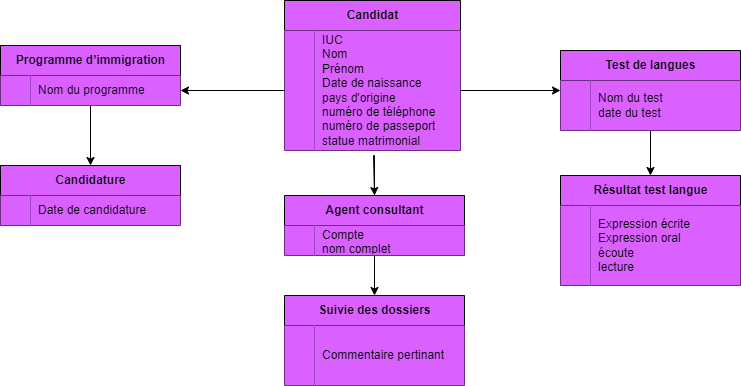 Candidat
IUC
Nom
Prénom
Date de naissance
pays d'origine
numéro de téléphone
numéro de passeport
statue matrimonial
Programme d'immigration
Nom du programme
Candidature
Date de candidature
Agent consultant
Compte
nom complet
Suivie des dossiers
Commentaire pertinant
Test de langues
Nom du test
date du test
Résultat test langue
Expression écrite
Expression oral
écoute
lecture